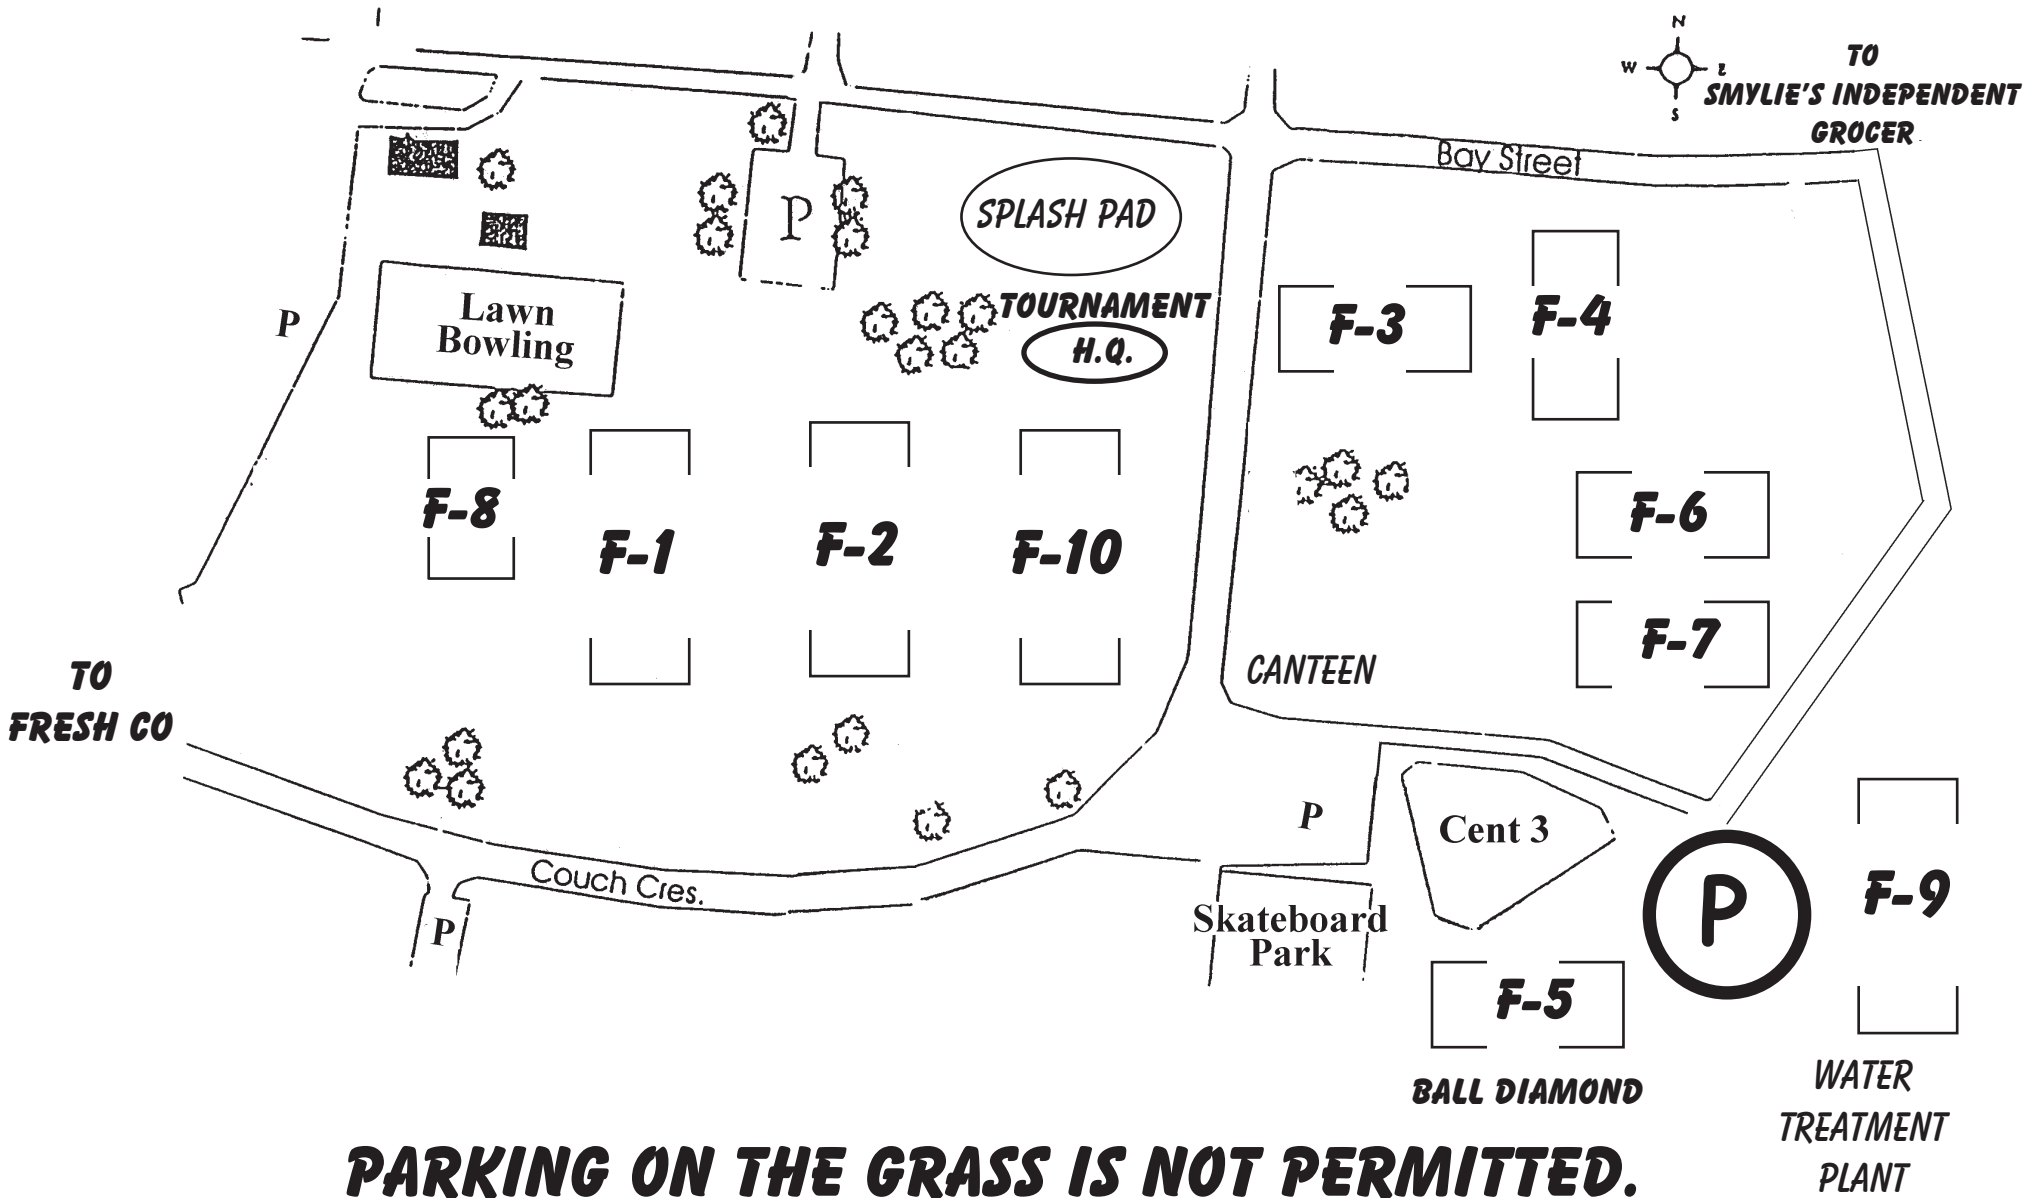 N
W
E
S
TO
SMYLIE'S INDEPENDENT
GROCER
Bay Street
P
SPLASH PAD
TOURNAMENT
H.Q.
P
Lawn
Bowling
F-3
F-4
F-8
F-1
F-2
F-10
F-6
F-7
CANTEEN
TO
FRESH CO
P
Cent 3
Couch Cres.
P
Skateboard
Park
P
F-9
F-5
BALL DIAMOND
WATER
TREATMENT
PLANT
PARKING ON THE GRASS IS NOT PERMITTED.